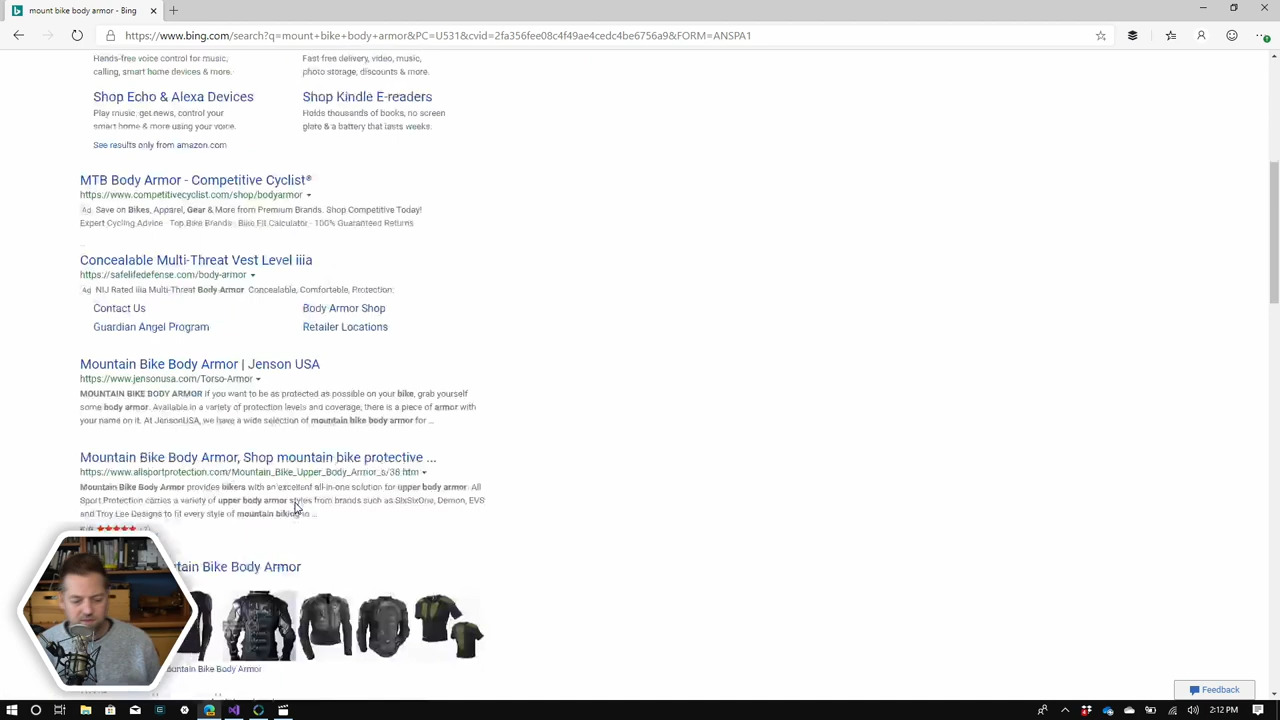 mount bike body armor - Bing
https://www.bing.com/search?q=mount+bike+body+armor&PC=U531&cvid=2fa356fee08c4f49ae4cedc4be6756a9&FORM=ANSPA1
Hands-free voice control for music,
calling, smart home devices & more.
Fast free delivery, video, music,
photo storage, discounts & more.
Shop Echo & Alexa Devices
Play music, get news, control your
smart home & more using your voice.
Shop Kindle E-readers
Holds thousands of books, no screen
glare & a battery that lasts weeks.
See results only from amazon.com
MTB Body Armor - Competitive Cyclist®
https://www.competitivecyclist.com/shop/bodyarmor
Ad Save on Bikes, Apparel, Gear & More from Premium Brands. Shop Competitive Today!
Expert Cycling Advice · Top Bike Brands · Bike Fit Calculator · 100% Guaranteed Returns
Concealable Multi-Threat Vest Level iiia
https://safelifedefense.com/body-armor
Ad NIJ Rated iiia Multi-Threat Body Armor. Concealable, Comfortable, Protection.
Contact Us
Body Armor Shop
Guardian Angel Program
Retailer Locations
Mountain Bike Body Armor | Jenson USA
https://www.jensonusa.com/Torso-Armor
MOUNTAIN BIKE BODY ARMOR If you want to be as protected as possible on your bike, grab yourself
some body armor. Available in a variety of protection levels and coverage, there is a piece of armor with
your name on it. At JensonUSA, we have a wide selection of mountain bike body armor for ...
Mountain Bike Body Armor, Shop mountain bike protective ...
https://www.allsportprotection.com/Mountain_Bike_Upper_Body_Armor_s/38.htm
Mountain Bike Body Armor provides bikers with an excellent all-in-one solution for upper body armor. All
Sport Protection carries a variety of upper body armor styles from brands such as SixSixOne, Demon, EVS
and Troy Lee Designs to fit every style of mountain biking ...
tain Bike Body Armor
ountain Bike Body Armor
Feedback
2:12 PM